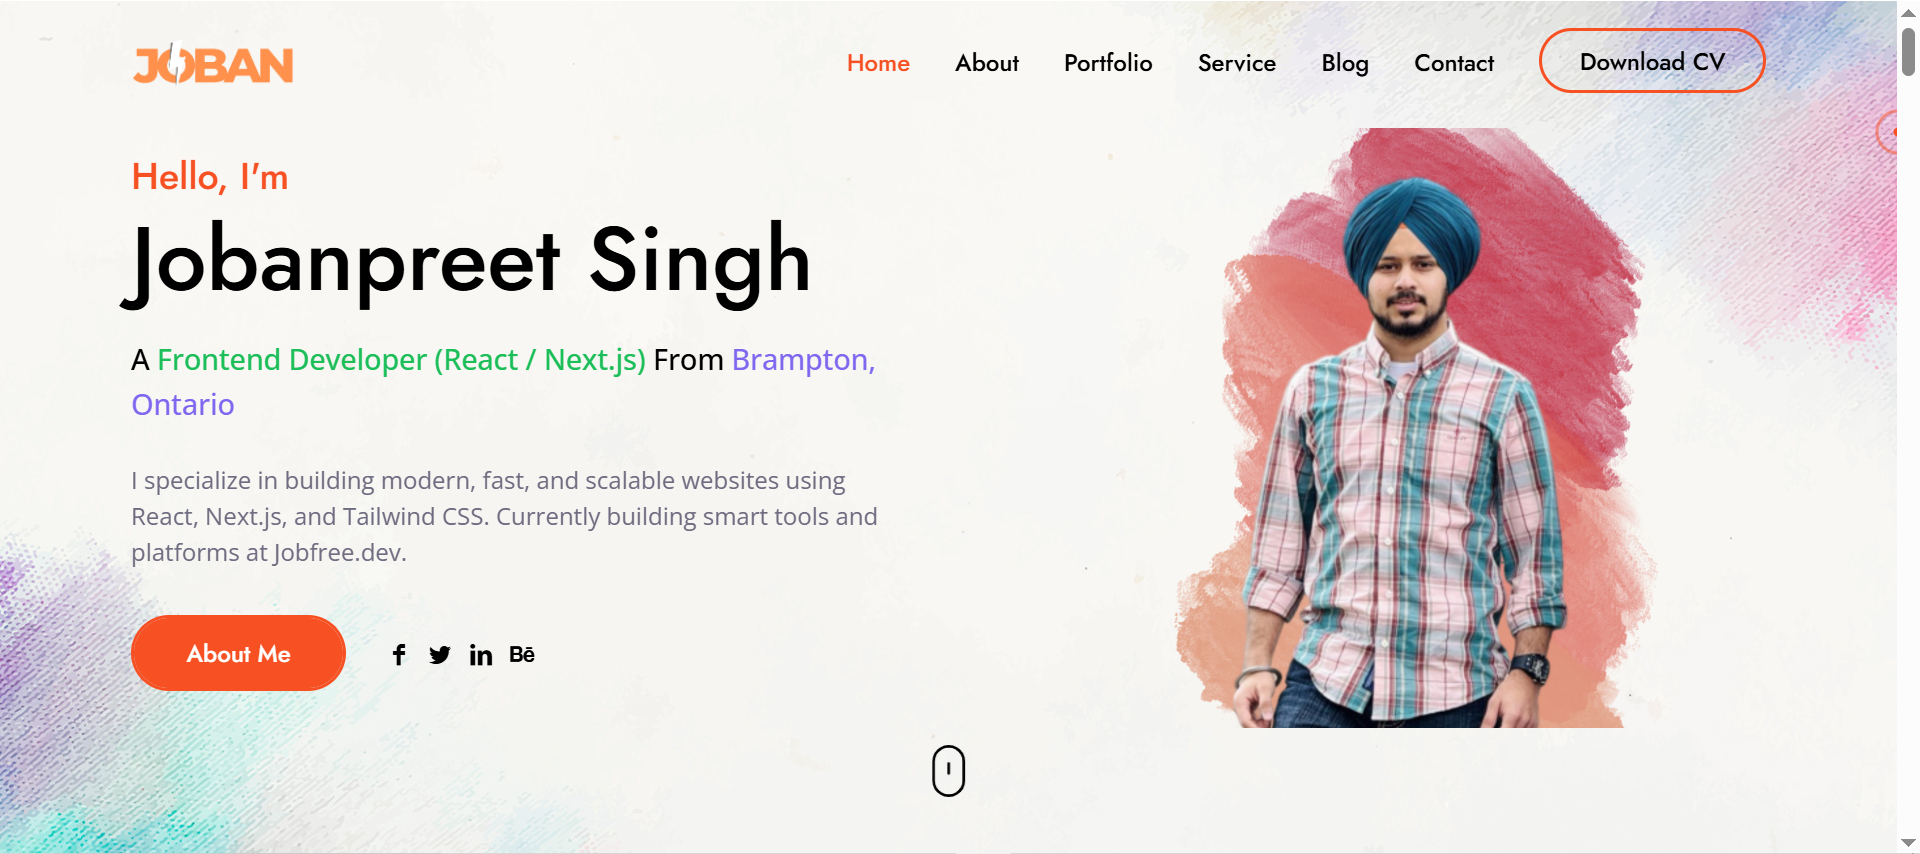 JOBAN
Home About Portfolio Service Blog Contact Download CV
Hello, I'm
Jobanpreet Singh
A Frontend Developer (React / Next.js) From Brampton,
Ontario
I specialize in building modern, fast, and scalable websites using
React, Next.js, and Tailwind CSS. Currently building smart tools and
platforms at Jobfree.dev.
About Me